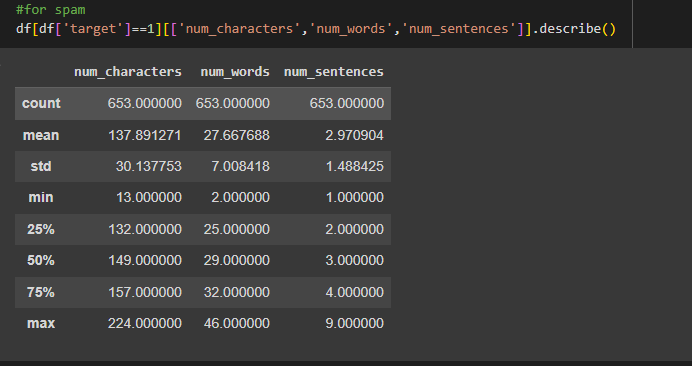 #for spam
df[df['target']==1][['num_characters','num_words','num_sentences']].describe()
num_characters num_words num_sentences
count 653.000000 653.000000 653.000000
mean 137.891271 27.667688 2.970904
std 30.137753 7.008418 1.488425
min 13.000000 2.000000 1.000000
25% 132.000000 25.000000 2.000000
50% 149.000000 29.000000 3.000000
75% 157.000000 32.000000 4.000000
max 224.000000 46.000000 9.000000